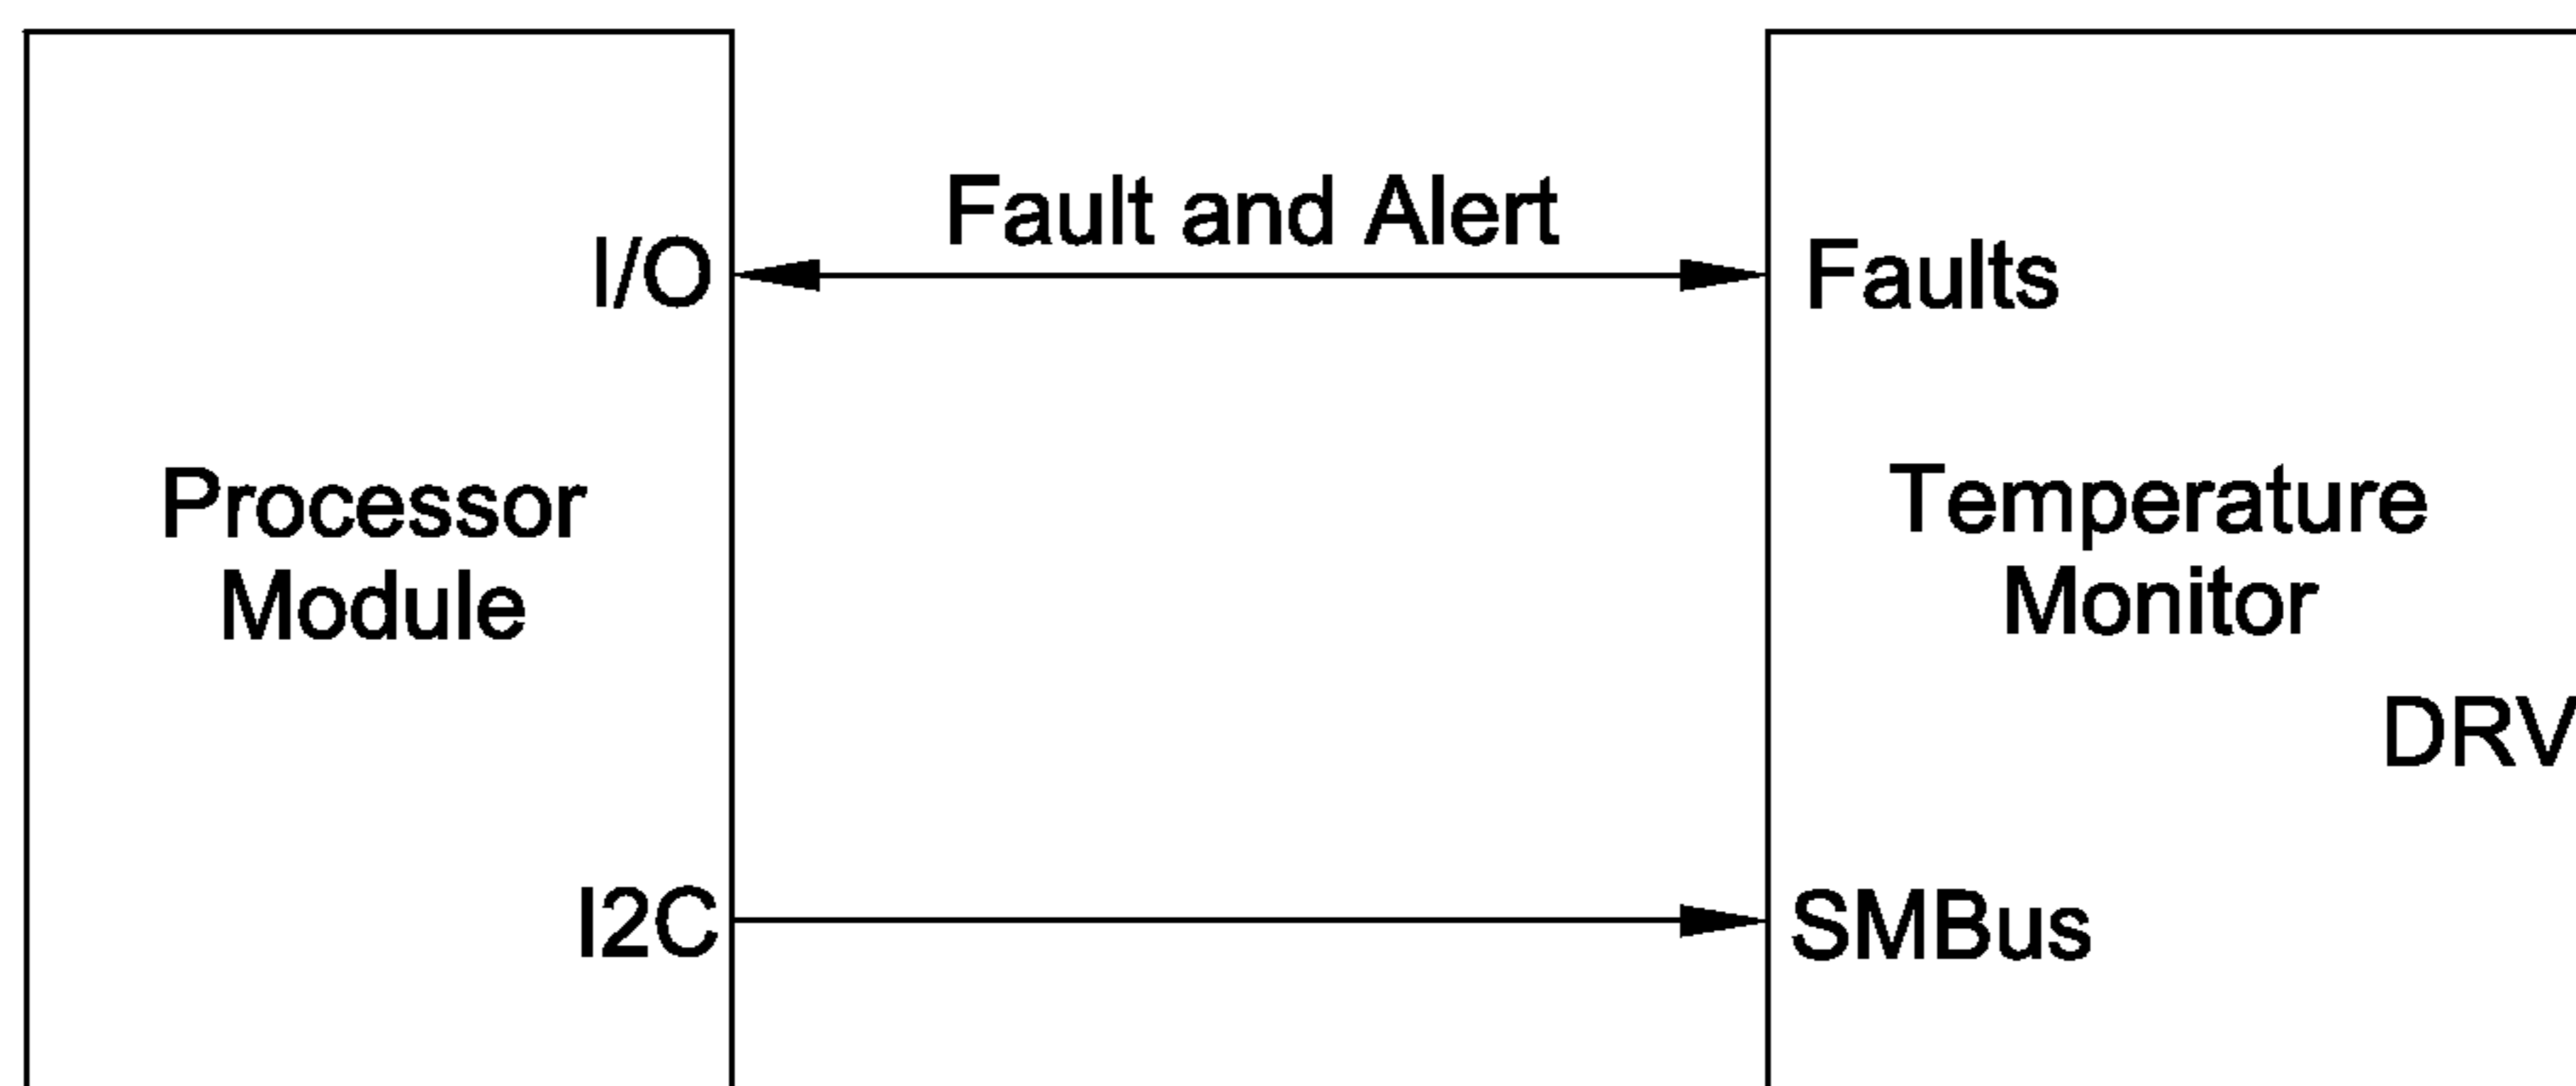 Fault and Alert
I/O
Faults
Processor
Module
Temperature
Monitor
DRV
I2C
SMBus